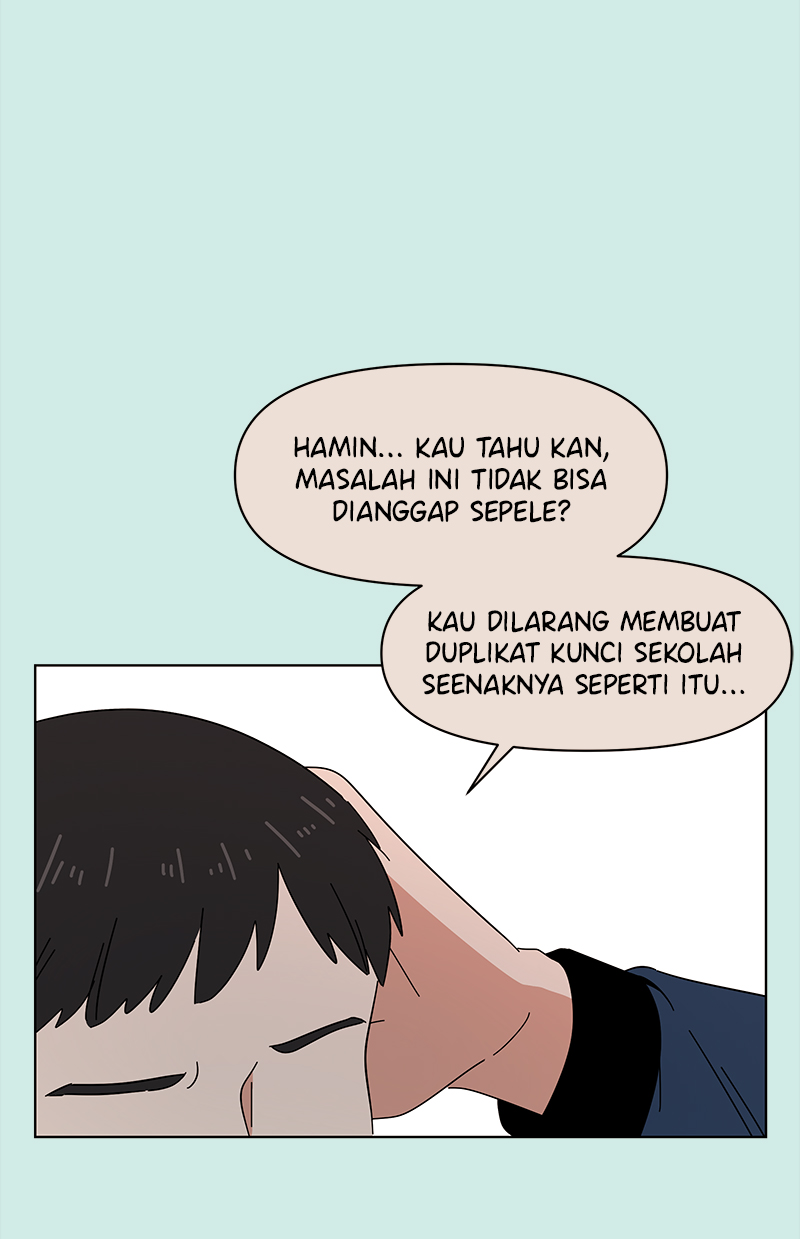 HAMIN... KAU TAHU KAN,
MASALAH INI TIDAK BISA
DIANGGAP SEPELE?
KAU DILARANG MEMBUAT
DUPLIKAT KUNCI SEKOLAH
SEENAKNYA SEPERTI ITU...